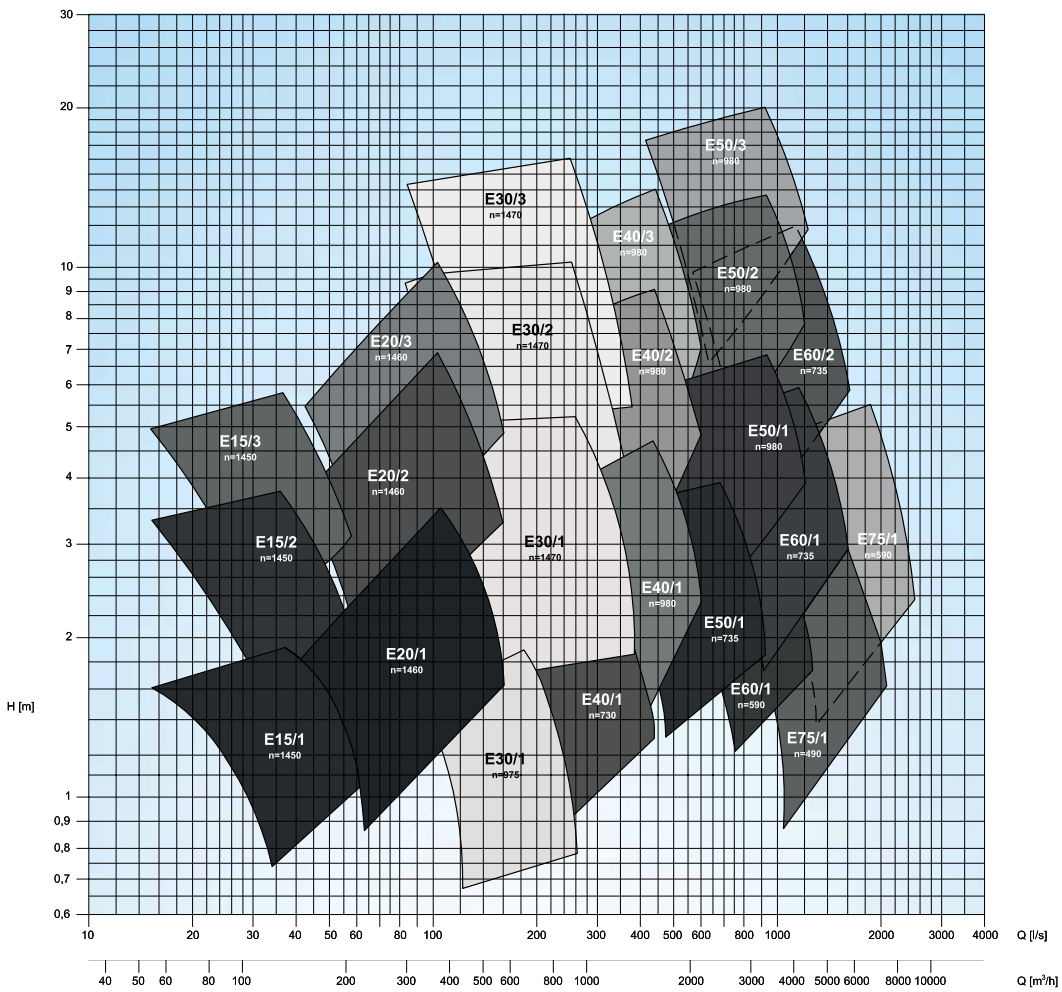 30
20
E50/3
n=980
E30/3
n=1470
E40/3
n=980
10
E50/2
n=980
9
8
E30/2
n=1470
E20/3
n=1460
7
E40/2
n=980
E60/2
n=735
6
5
E50/1
n=980
E15/3
n=1450
E20/2
n=1460
4
3
E15/2
n=1450
E30/1
n=1470
E60/1
n=735
E75/1
n=590
E40/1
n=980
2
E50/1
n=735
E20/1
n=1460
E60/1
n=590
H [m]
E40/1
n=730
E15/1
n=1450
E75/1
n=490
E30/1
n=975
1
0,9
0,8
0,7
0,6
10 20 30 40 50 60 80 100 200 300 400 500 600 800 1000 2000 3000 4000 Q [l/s]
40 50 60 80 100 200 300 400 500 600 800 1000 2000 3000 4000 5000 6000 8000 10000 Q [m³/h]